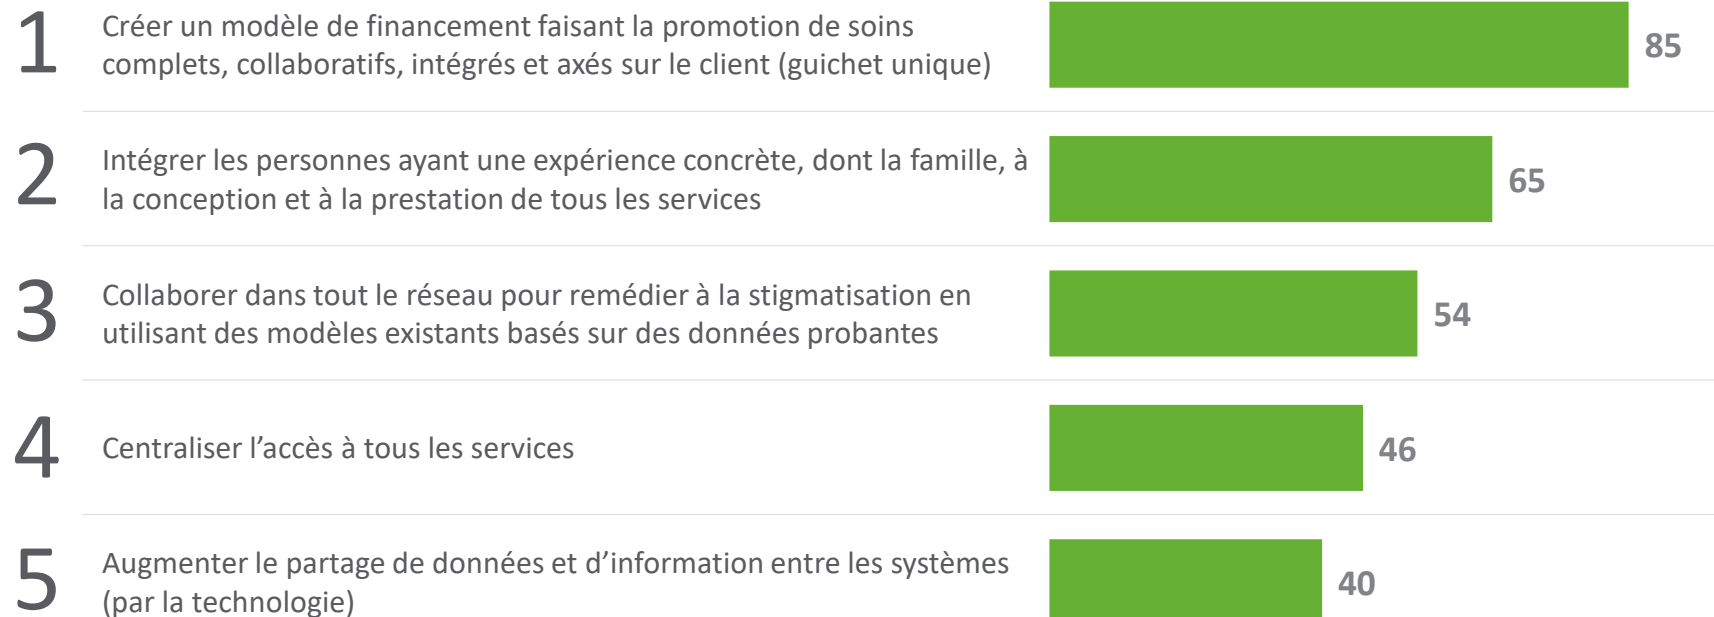 1
Créer un modèle de financement faisant la promotion de soins
complets, collaboratifs, intégrés et axés sur le client (guichet unique)
85
2
Intégrer les personnes ayant une expérience concrète, dont la famille, à
la conception et à la prestation de tous les services
65
3
Collaborer dans tout le réseau pour remédier à la stigmatisation en
utilisant des modèles existants basés sur des données probantes
54
4
Centraliser l’accès à tous les services
46
5
Augmenter le partage de données et d’information entre les systèmes
(par la technologie)
40